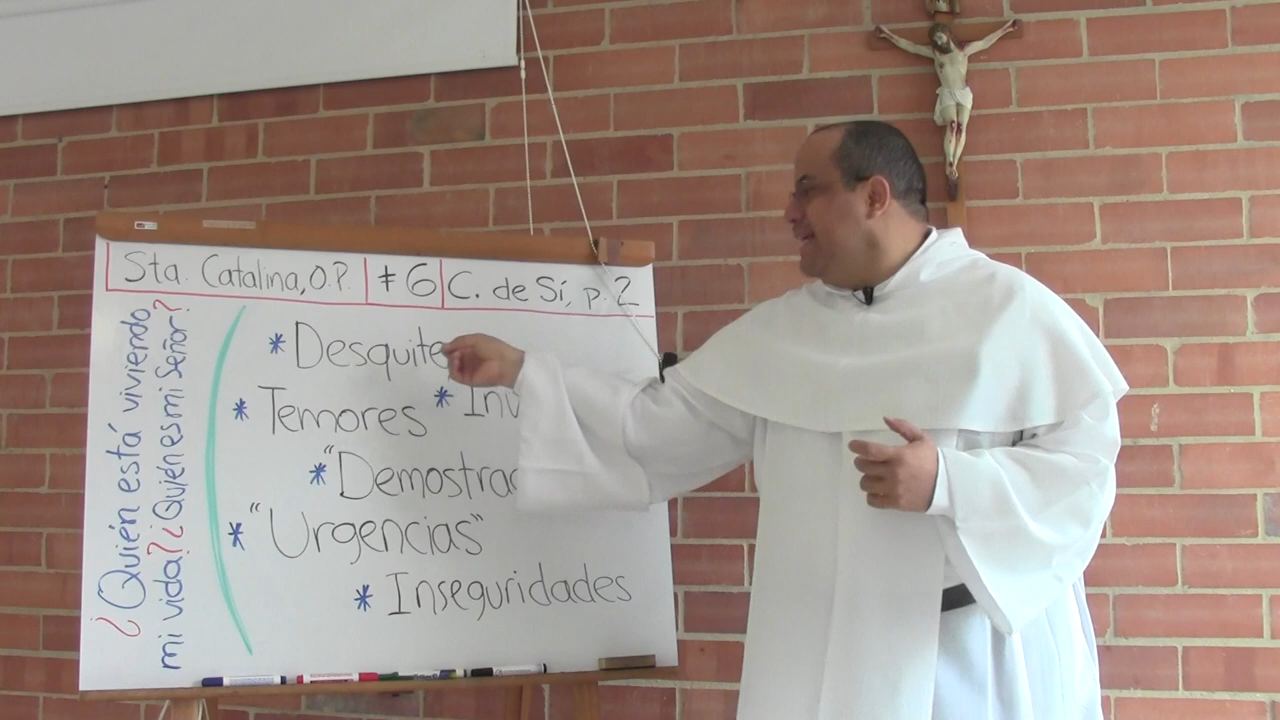 Sta. Catalina, O.P. ‡6 C. de Sí, p. 2
¿Quién está viviendo
mi vida? ¿Quién es mi Señor?
* Desquite
* Temores
* "Demostrac
* "Urgencias"
* Inseguridades